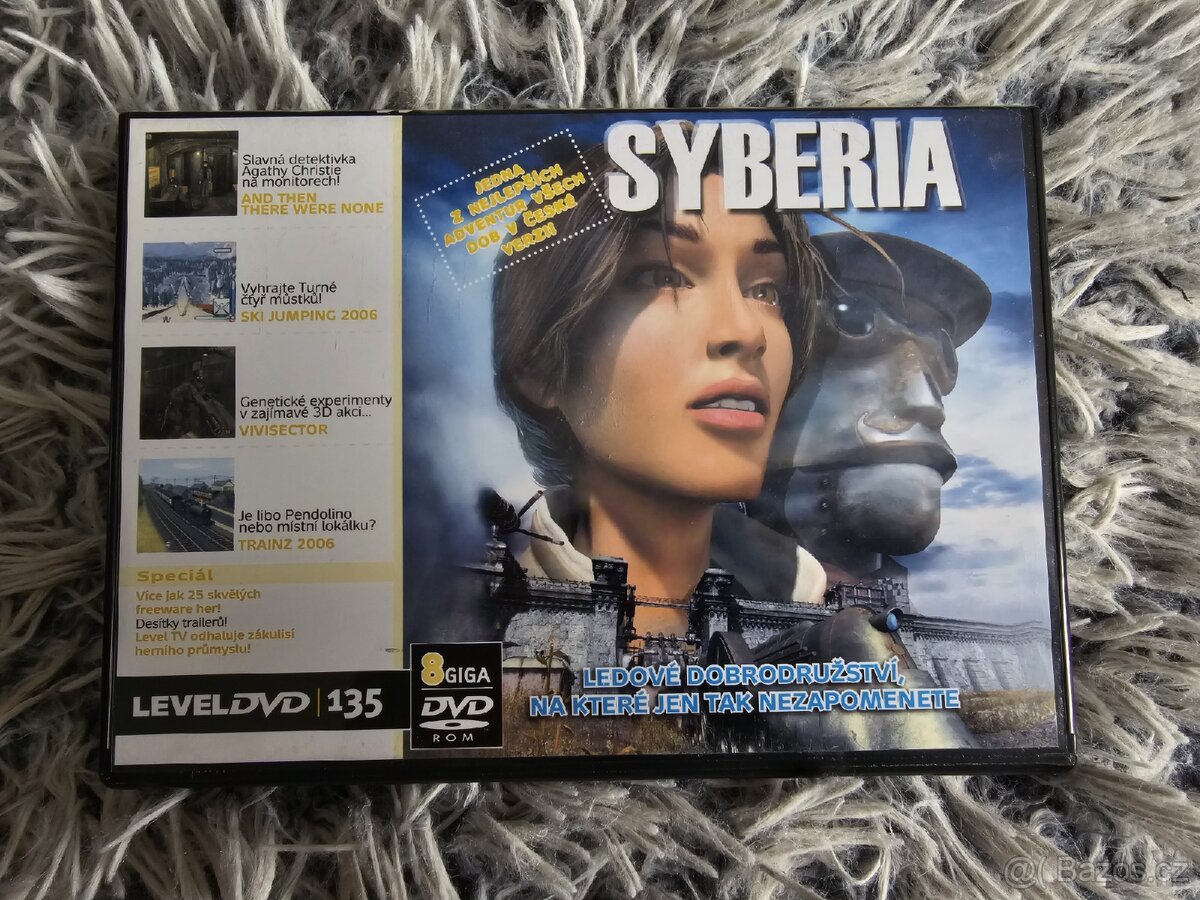 Slavná detektivka
Agathy Christie
na monitorech!
AND THEN
THERE WERE NONE
Vyhrajte Turné
čtyř můstků!
SKI JUMPING 2006
Genetické experimenty
v zajímavé 3D akci...
VIVISECTOR
Je libo Pendolino
nebo místní lokálku?
TRAINZ 2006
Speciál
Více jak 25 skvělých
freeware her!
Desítky trailerů!
Level TV odhaluje zákulisí
herního průmyslu!
LEVELDVD | 135
8GIGA
DVD
ROM
SYBERIA
JEDNA
Z NEJLEPŠÍCH
ADVENTUR VŠECH
DOB V ČESKÉ
VERZI!
LEDOVÉ DOBRODRUŽSTVÍ,
NA KTERÉ JEN TAK NEZAPOMENETE
@( Bazos.cz